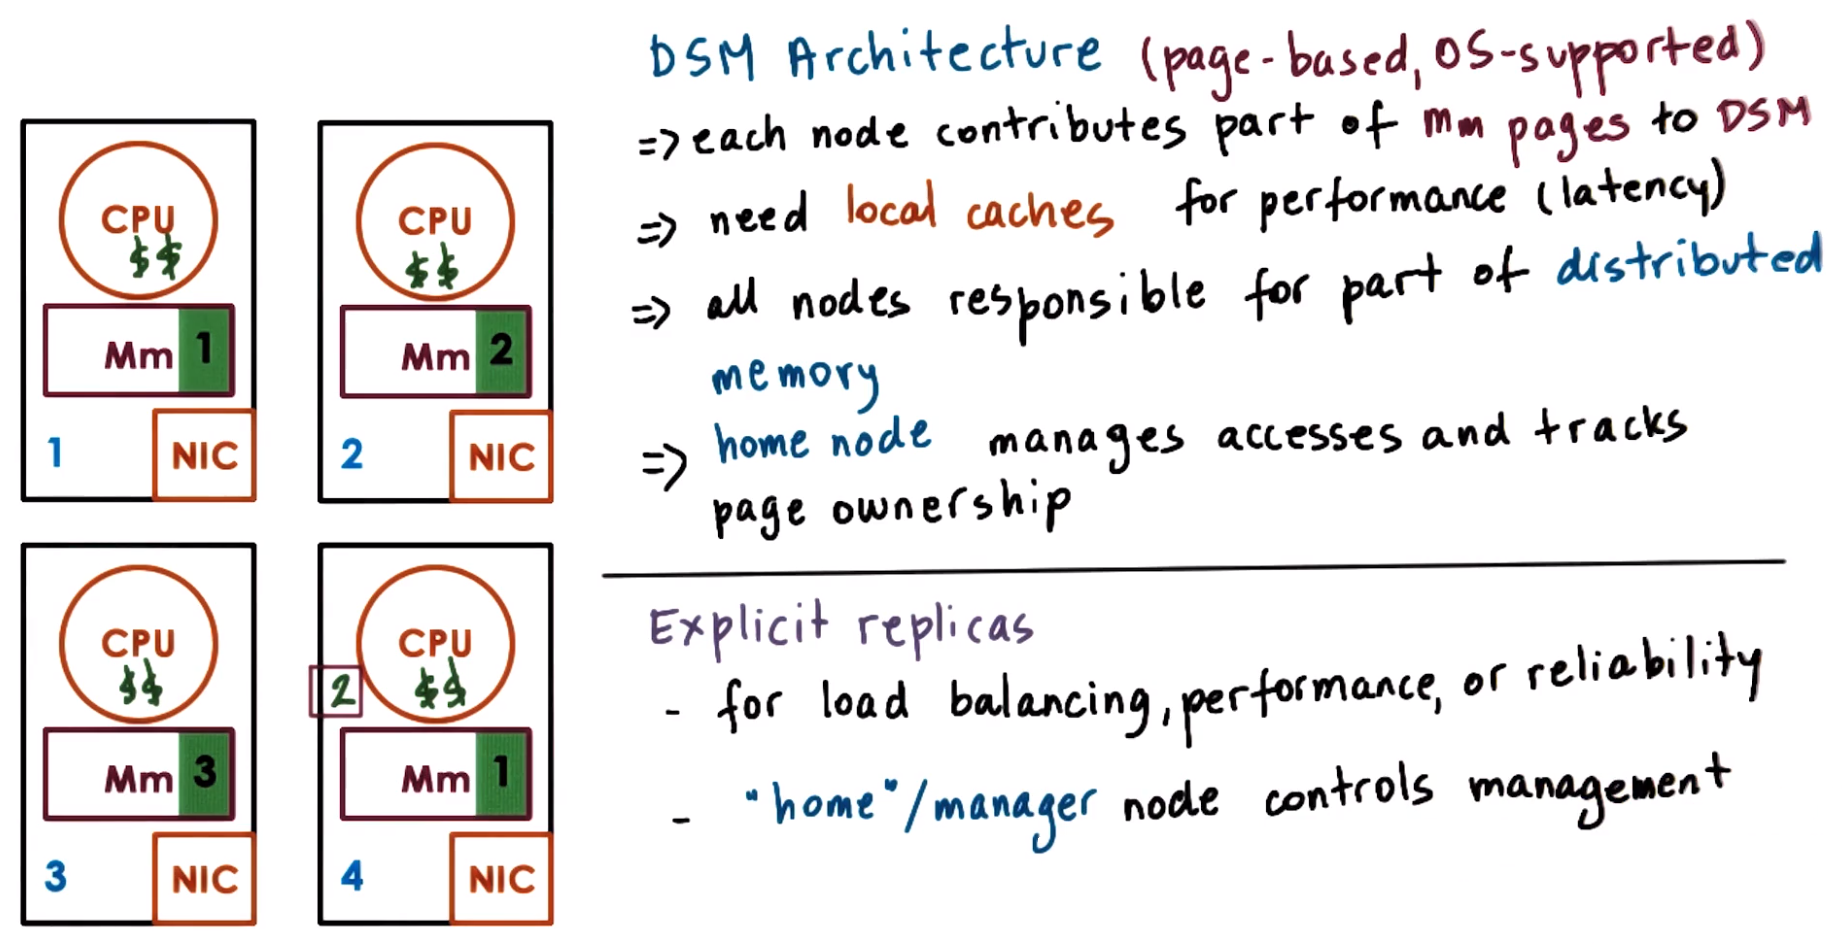 DSM Architecture (page-based, OS-supported)
=> each node contributes part of Mm pages to DSM
=> need local caches for performance (latency)
=> all nodes responsible for part of distributed
memory
=> home node manages accesses and tracks
page ownership
Explicit replicas
- for load balancing, performance, or reliability
- "home"/manager node controls management
CPU
$$
Mm 1
1 NIC
CPU
$$
Mm 2
2 NIC
CPU
$$
Mm 3
3 NIC
CPU
2 $$
Mm 1
4 NIC